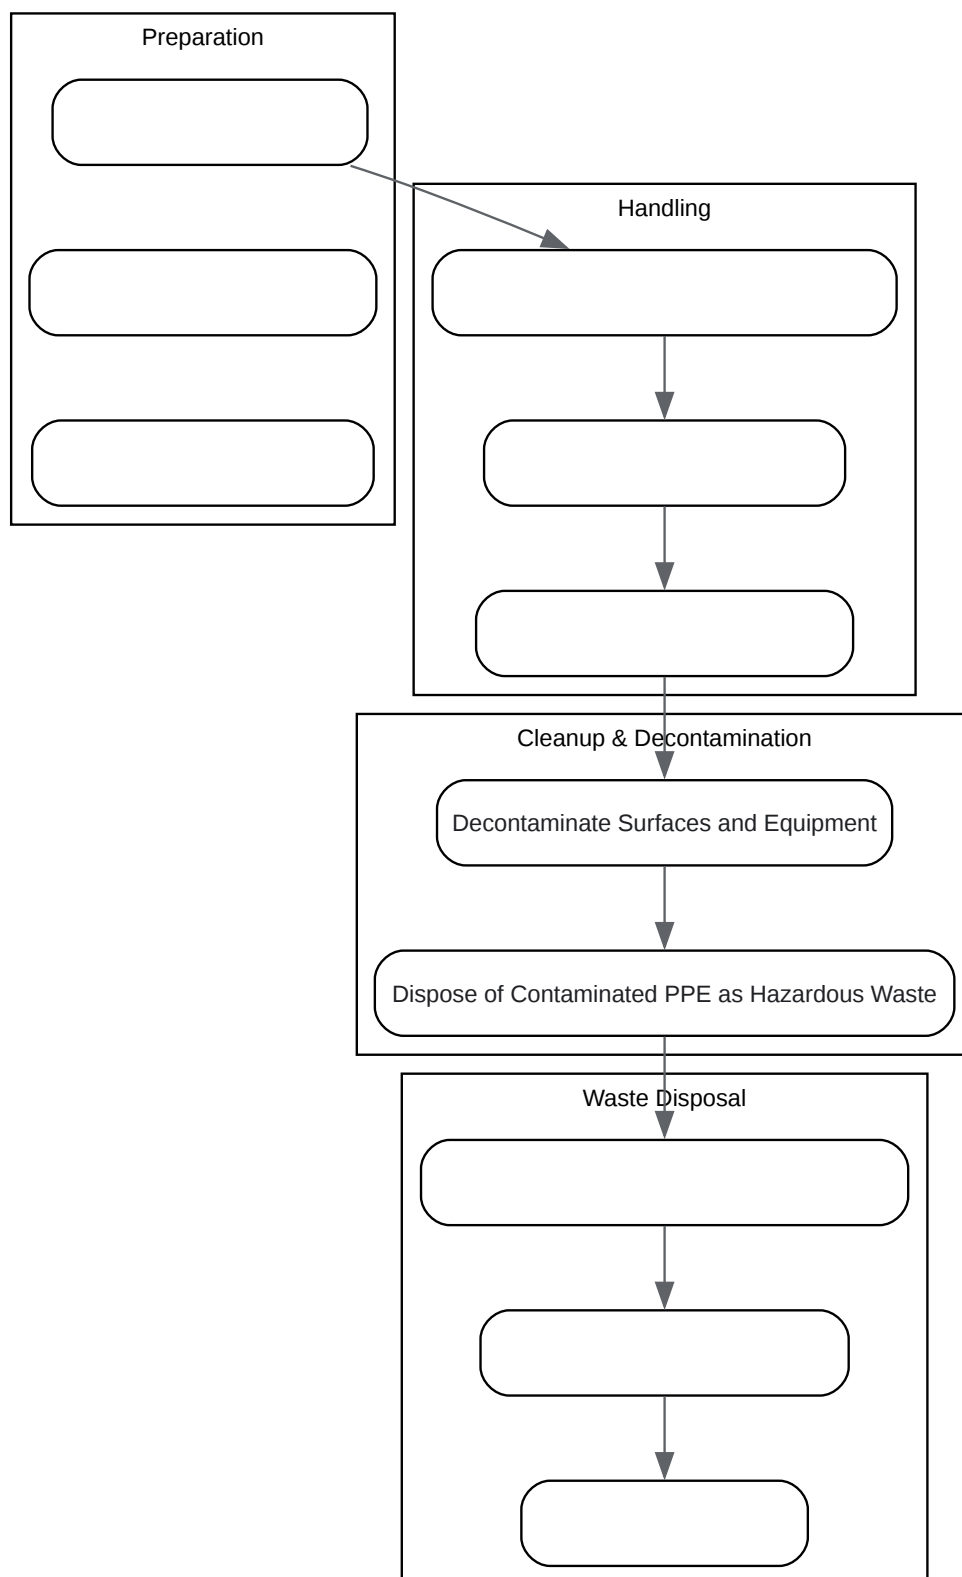 Preparation
Handling
Cleanup & Decontamination
Decontaminate Surfaces and Equipment
Dispose of Contaminated PPE as Hazardous Waste
Waste Disposal